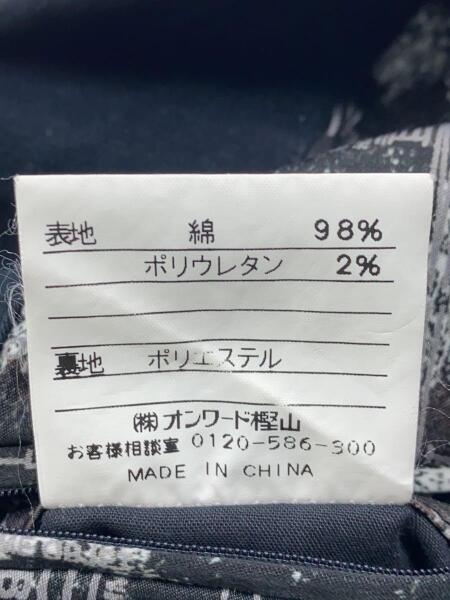 表地 綿 98%
ポリウレタン 2%
裏地 ポリエステル
(株)オンワード樫山
お客様相談室 0120-586-300
MADE IN CHINA